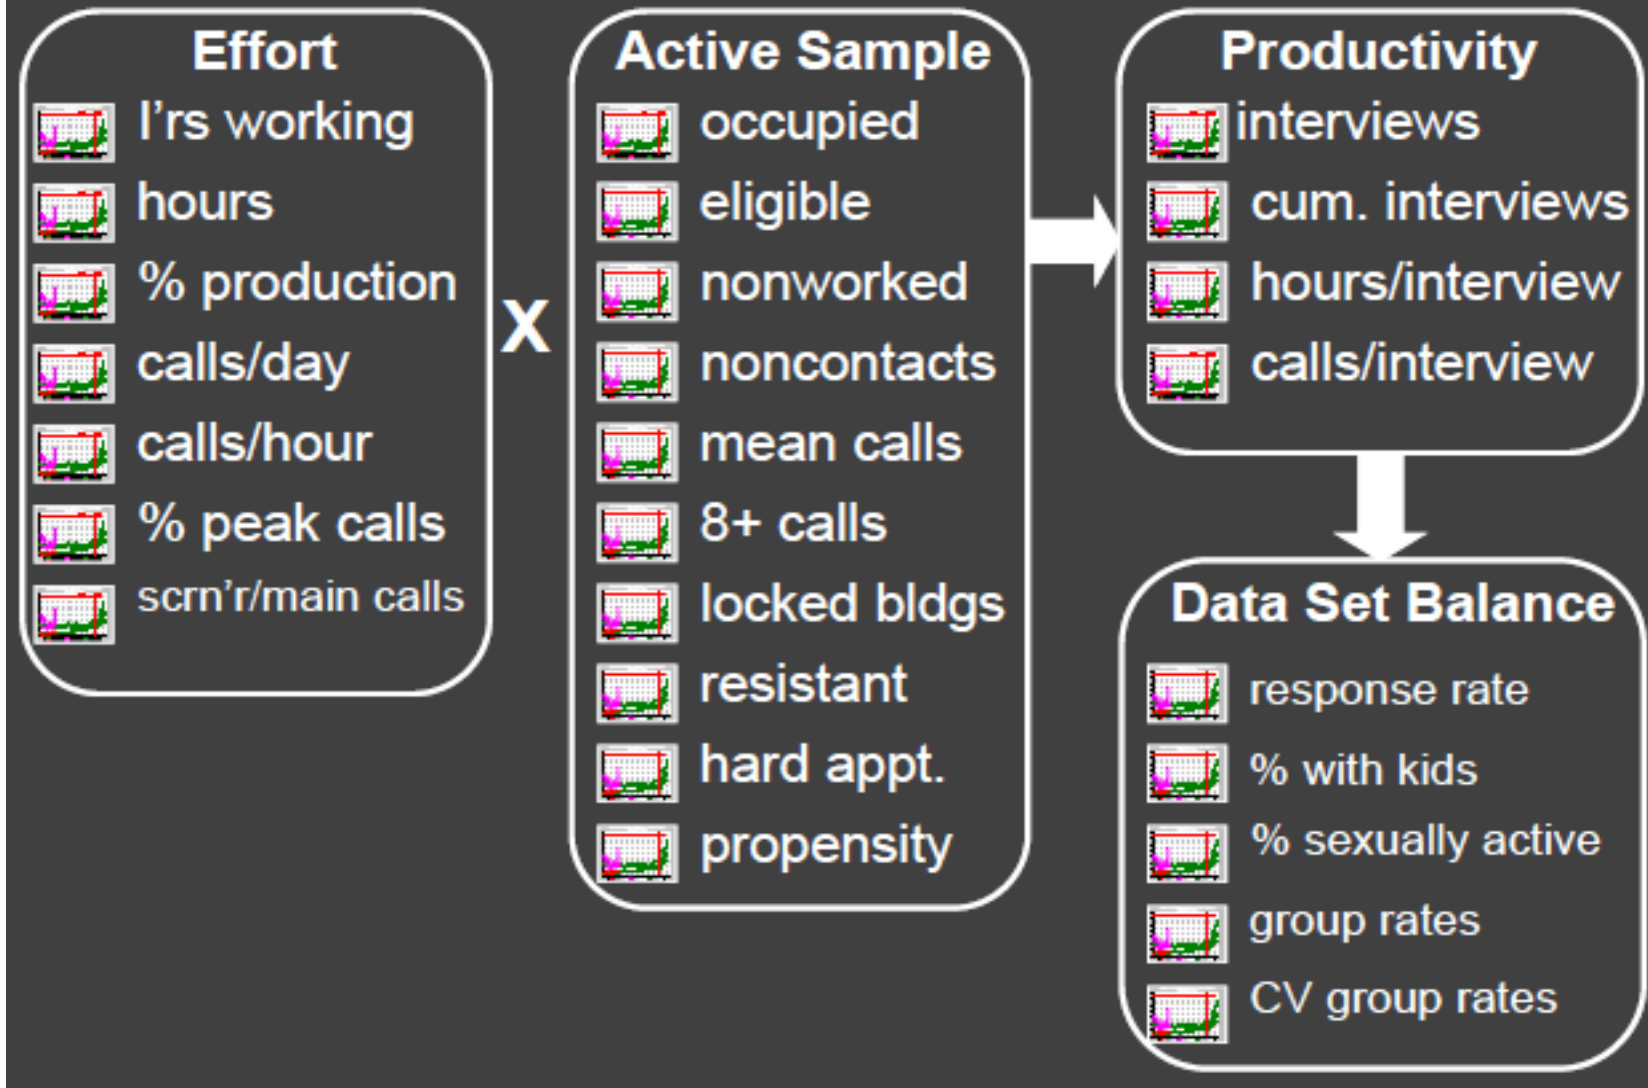 Effort
I'rs working
hours
% production
calls/day
calls/hour
% peak calls
scrn'r/main calls
X
Active Sample
occupied
eligible
nonworked
noncontacts
mean calls
8+ calls
locked bldgs
resistant
hard appt.
propensity
Productivity
interviews
cum. interviews
hours/interview
calls/interview
Data Set Balance
response rate
% with kids
% sexually active
group rates
CV group rates